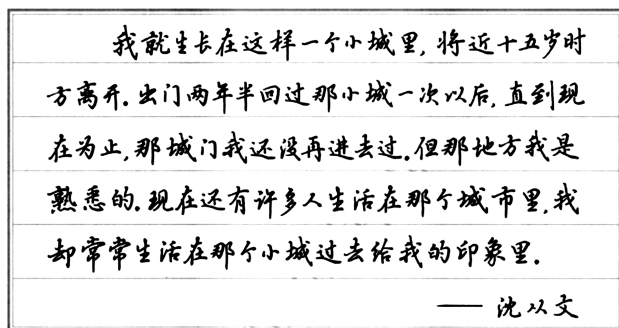 我就生长在这样一个小城里,将近十五岁时
方离开.出门两年半回过那小城一次以后,直到现
在为止,那城门我还没再进去过.但那地方我是
熟悉的.现在还有许多人生活在那个城市里,我
却常常生活在那个小城过去给我的印象里.
—— 沈从文